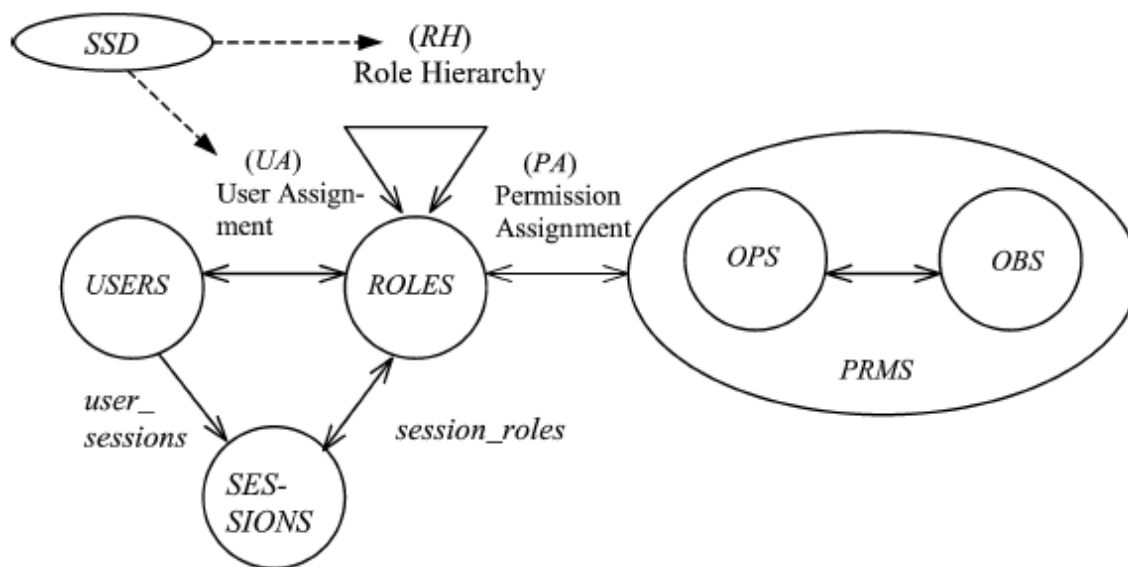 SSD
(RH)
Role Hierarchy
(UA)
User Assign-
ment
(PA)
Permission
Assignment
USERS
ROLES
OPS
OBS
PRMS
user_
sessions
session_roles
SES-
SIONS